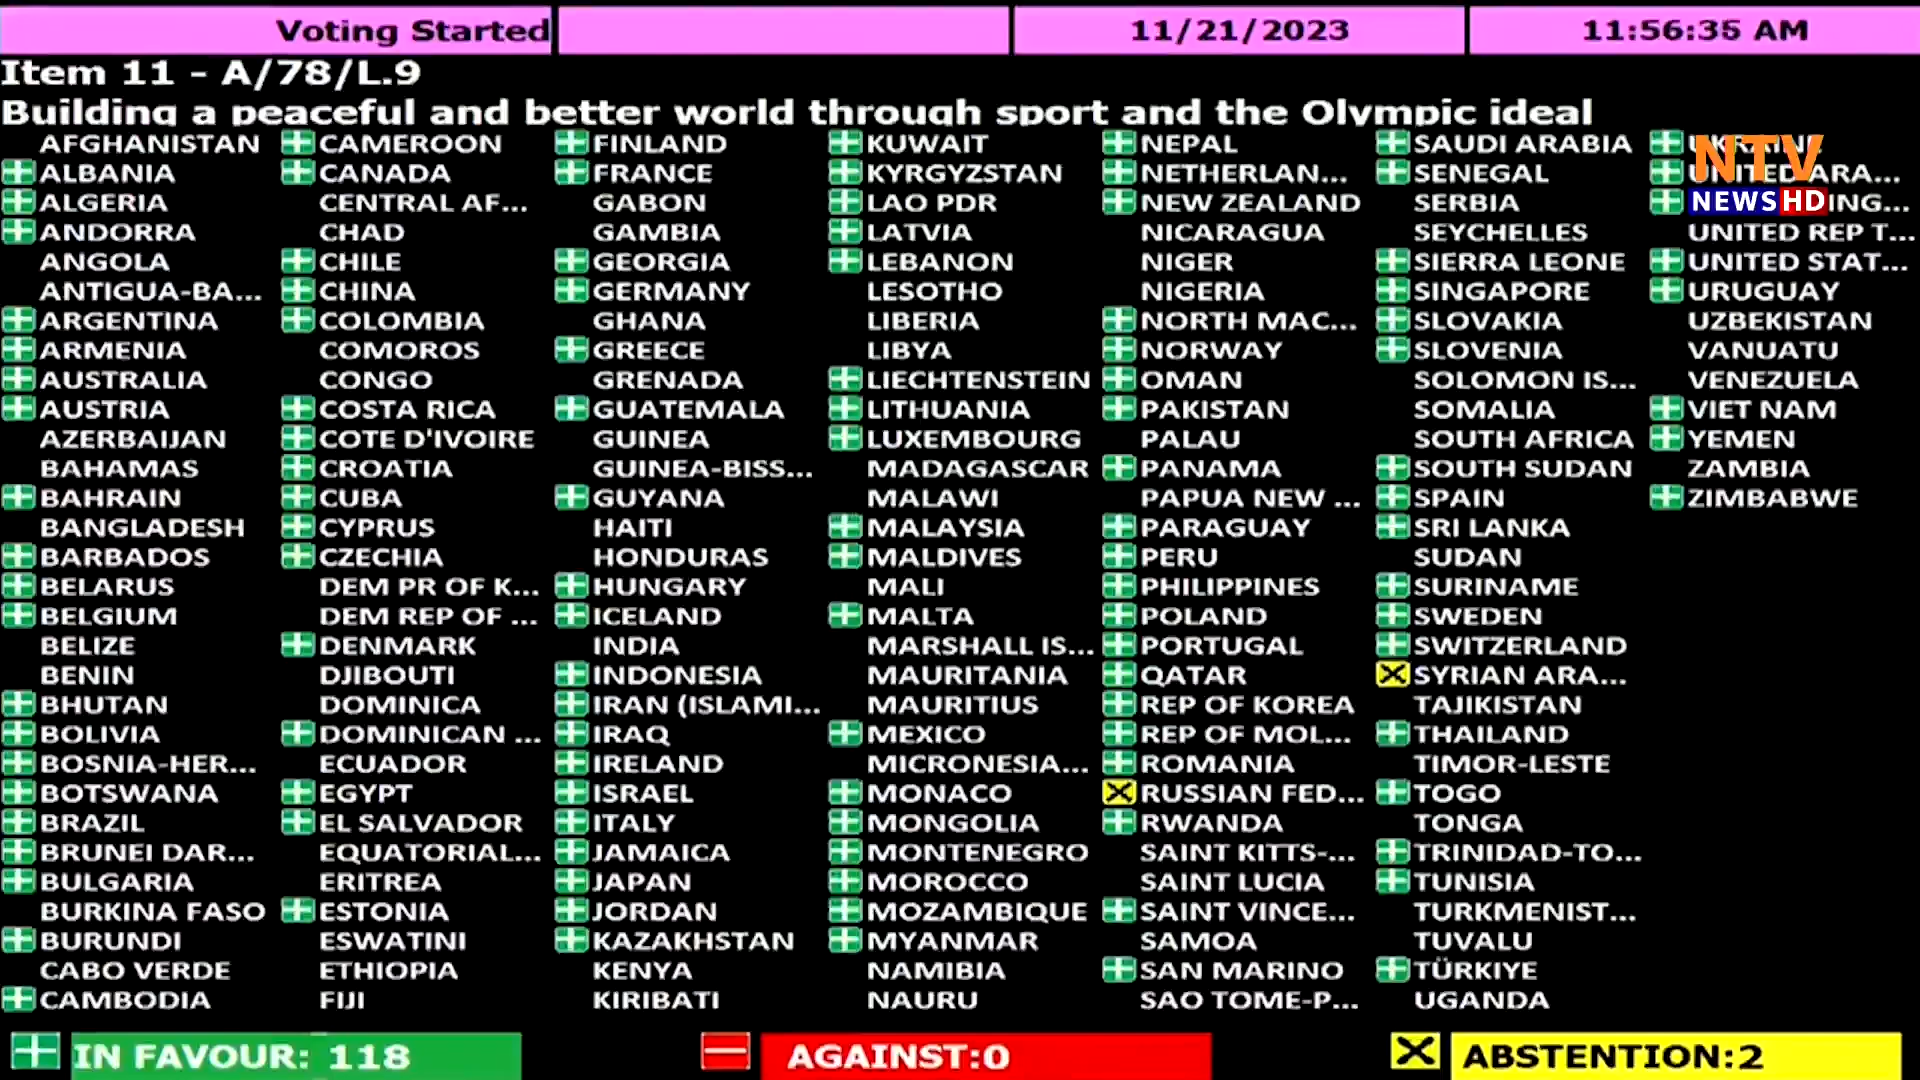 Voting Started 11/21/2023 11:56:35 AM
Item 11 - A/78/L.9
Building a peaceful and better world through sport and the Olympic ideal
AFGHANISTAN
ALBANIA
ALGERIA
ANDORRA
ANGOLA
ANTIGUA-BA...
ARGENTINA
ARMENIA
AUSTRALIA
AUSTRIA
AZERBAIJAN
BAHAMAS
BAHRAIN
BANGLADESH
BARBADOS
BELARUS
BELGIUM
BELIZE
BENIN
BHUTAN
BOLIVIA
BOSNIA-HER...
BOTSWANA
BRAZIL
BRUNEI DAR...
BULGARIA
BURKINA FASO
BURUNDI
CABO VERDE
CAMBODIA
CAMEROON
CANADA
CENTRAL AF...
CHAD
CHILE
CHINA
COLOMBIA
COMOROS
CONGO
COSTA RICA
COTE D'IVOIRE
CROATIA
CUBA
CYPRUS
CZECHIA
DEM PR OF K...
DEM REP OF ...
DENMARK
DJIBOUTI
DOMINICA
DOMINICAN ...
ECUADOR
EGYPT
EL SALVADOR
EQUATORIAL...
ERITREA
ESTONIA
ESWATINI
ETHIOPIA
FIJI
FINLAND
FRANCE
GABON
GAMBIA
GEORGIA
GERMANY
GHANA
GREECE
GRENADA
GUATEMALA
GUINEA
GUINEA-BISS...
GUYANA
HAITI
HONDURAS
HUNGARY
ICELAND
INDIA
INDONESIA
IRAN (ISLAMI...
IRAQ
IRELAND
ISRAEL
ITALY
JAMAICA
JAPAN
JORDAN
KAZAKHSTAN
KENYA
KIRIBATI
KUWAIT
KYRGYZSTAN
LAO PDR
LATVIA
LEBANON
LESOTHO
LIBERIA
LIBYA
LIECHTENSTEIN
LITHUANIA
LUXEMBOURG
MADAGASCAR
MALAWI
MALAYSIA
MALDIVES
MALI
MALTA
MARSHALL IS...
MAURITANIA
MAURITIUS
MEXICO
MICRONESIA...
MONACO
MONGOLIA
MONTENEGRO
MOROCCO
MOZAMBIQUE
MYANMAR
NAMIBIA
NAURU
NEPAL
NETHERLAN...
NEW ZEALAND
NICARAGUA
NIGER
NIGERIA
NORTH MAC...
NORWAY
OMAN
PAKISTAN
PALAU
PANAMA
PAPUA NEW ...
PARAGUAY
PERU
PHILIPPINES
POLAND
PORTUGAL
QATAR
REP OF KOREA
REP OF MOL...
ROMANIA
RUSSIAN FED...
RWANDA
SAINT KITTS-...
SAINT LUCIA
SAINT VINCE...
SAMOA
SAN MARINO
SAO TOME-P...
SAUDI ARABIA
SENEGAL
SERBIA
SEYCHELLES
SIERRA LEONE
SINGAPORE
SLOVAKIA
SLOVENIA
SOLOMON IS...
SOMALIA
SOUTH AFRICA
SOUTH SUDAN
SPAIN
SRI LANKA
SUDAN
SURINAME
SWEDEN
SWITZERLAND
SYRIAN ARA...
TAJIKISTAN
THAILAND
TIMOR-LESTE
TOGO
TONGA
TRINIDAD-TO...
TUNISIA
TURKMENIST...
TUVALU
TÜRKIYE
UGANDA
UKRAINE
UNITED ARA...
ING...
UNITED REP T...
UNITED STAT...
URUGUAY
UZBEKISTAN
VANUATU
VENEZUELA
VIET NAM
YEMEN
ZAMBIA
ZIMBABWE
NTV
NEWS HD
IN FAVOUR: 118 AGAINST:0 ABSTENTION:2